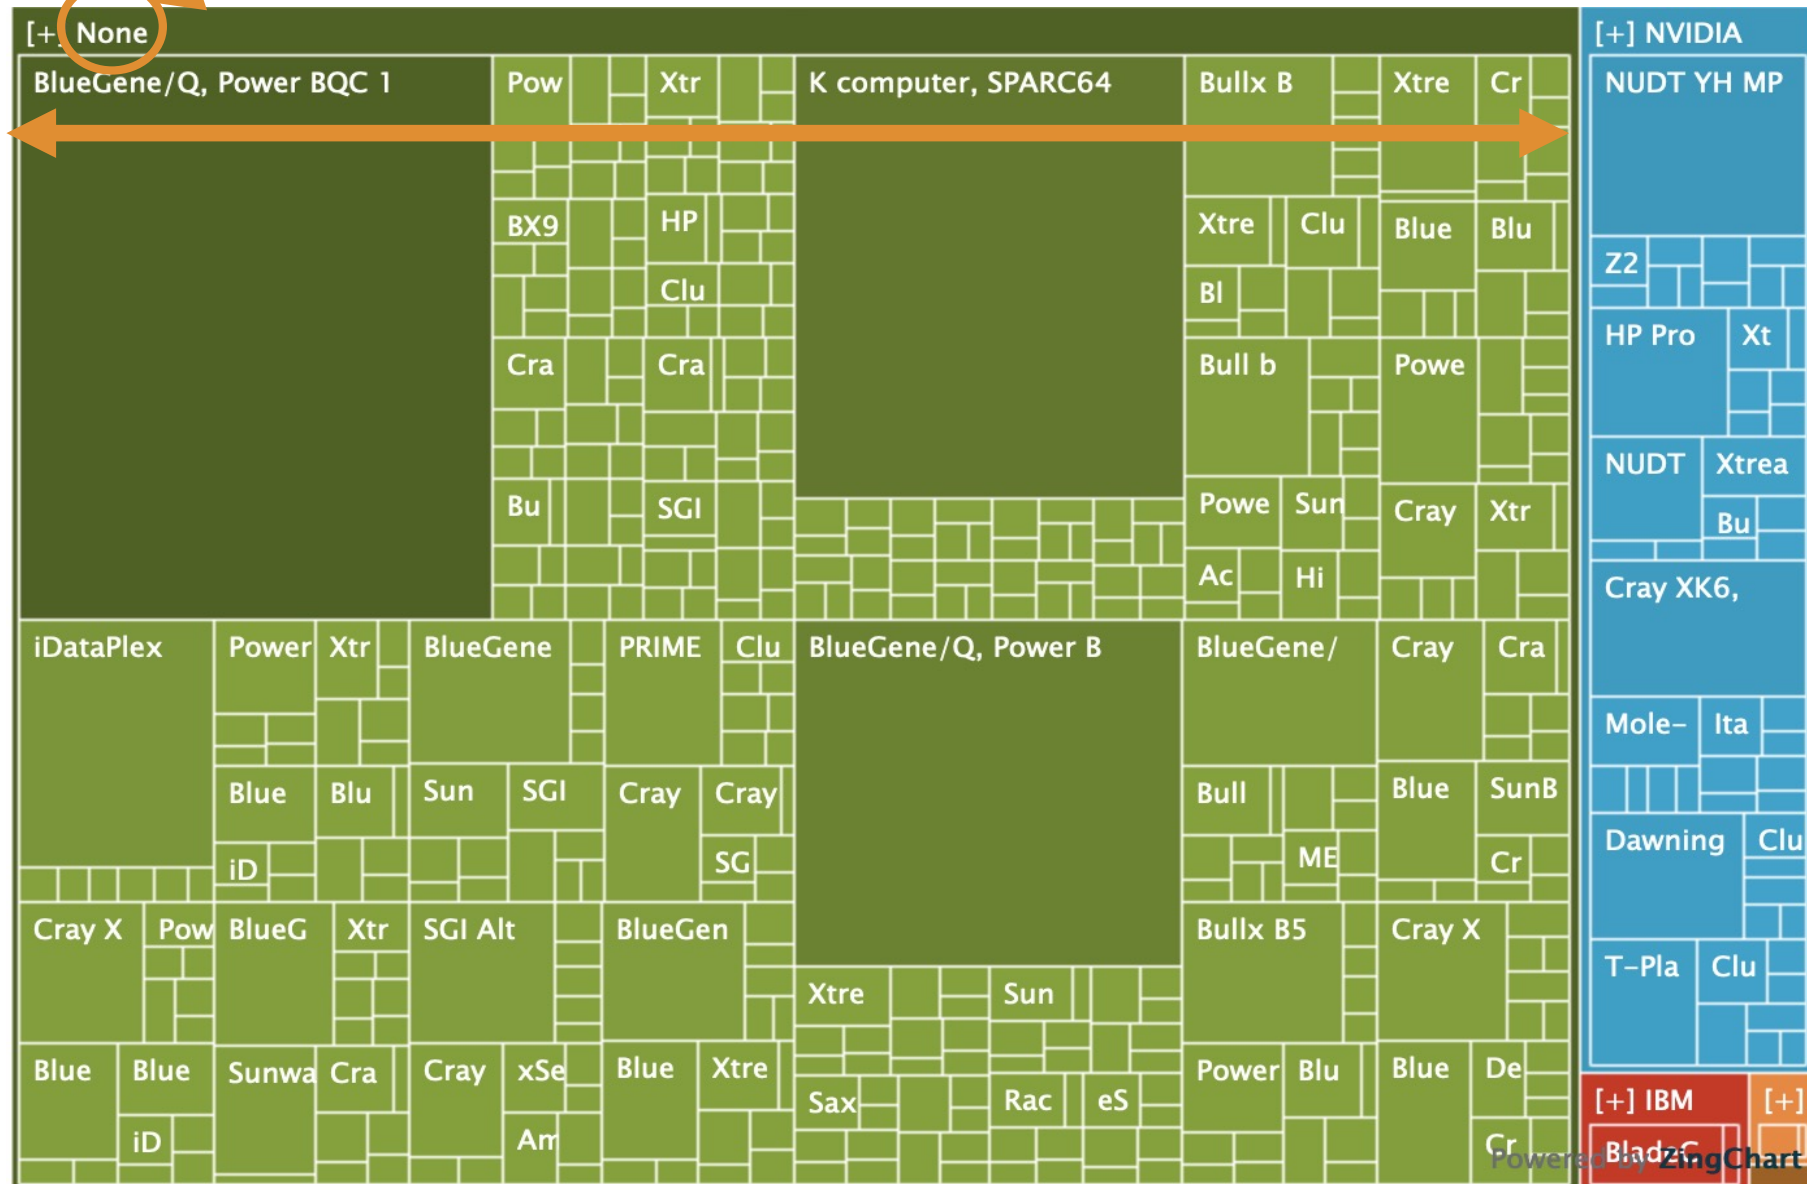 [+] None
[+] NVIDIA
BlueGene/Q, Power BQC 1
Pow
Xtr
K computer, SPARC64
Bullx B
Xtre
Cr
NUDT YH MP
BX9
HP
Xtre
Clu
Blue
Blu
Z2
Clu
Bl
HP Pro
Xt
Cra
Cra
Bull b
Powe
NUDT
Xtrea
Bu
SGI
Powe
Sun
Cray
Xtr
Bu
Ac
Hi
Cray XK6,
iDataPlex
Power
Xtr
BlueGene
PRIME
Clu
BlueGene/Q, Power B
BlueGene/
Cray
Cra
Mole-
Ita
Blue
Blu
Sun
SGI
Cray
Cray
Bull
Blue
SunB
iD
SG
ME
Cr
Dawning
Clu
Cray X
Pow
BlueG
Xtr
SGI Alt
BlueGen
Bullx B5
Cray X
Xtre
Sun
T-Pla
Clu
Blue
Blue
Sunwa
Cra
Cray
xSe
Blue
Xtre
Sax
Rac
eS
Power
Blu
Blue
De
[+] IBM
[+]
iD
Am
Cr
BladeC
Powered by ZingChart